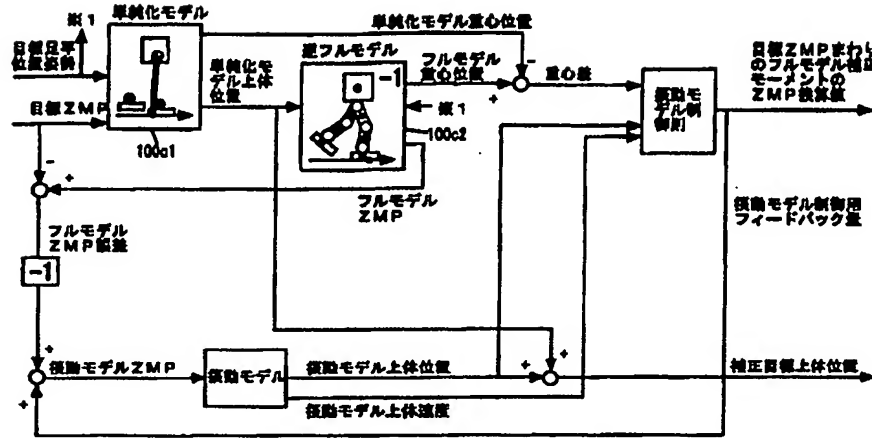 ※1
目標足平
位置姿勢
目標ZMP
単純化モデル
100a1
単純化モデル重心位置
単純化
モデル上体
位置
逆フルモデル
-1
100c2
フルモデル
重心位置
※1
フルモデル
ZMP
-
+
重心差
摂動モ
デル制
御則
目標ZMPまわり
のフルモデル補正
モーメントの
ZMP換算値
摂動モデル制御用
フィードバック量
-
+
フルモデル
ZMP誤差
-1
+
+
摂動モデルZMP
摂動モデル
摂動モデル上体位置
摂動モデル上体速度
+
+
補正目標上体位置